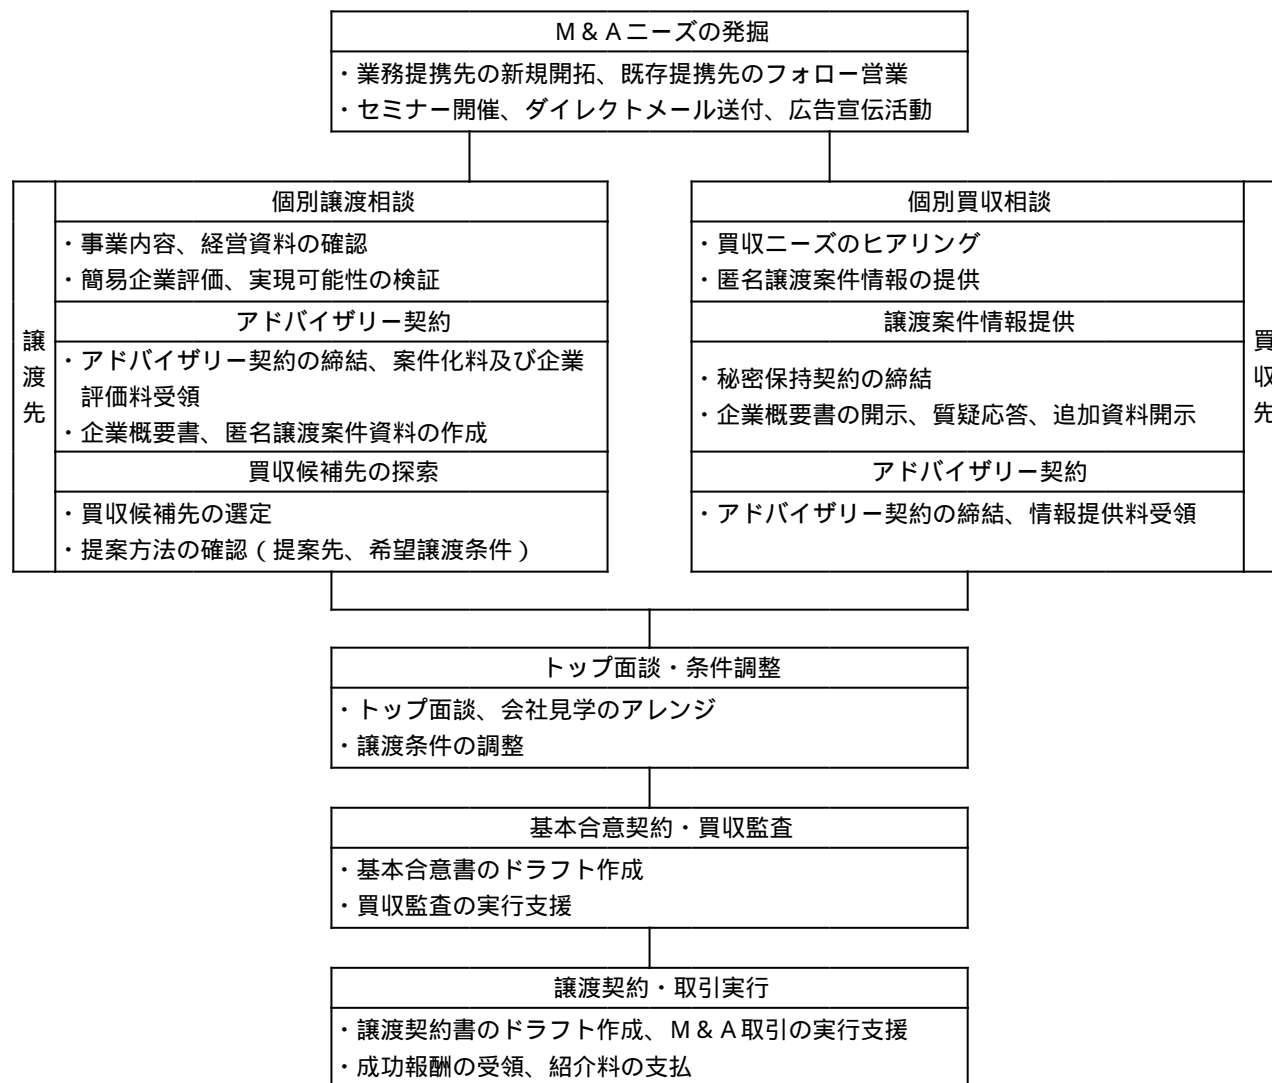 M&Aニーズの発掘
・業務提携先の新規開拓、既存提携先のフォロー営業
・セミナー開催、ダイレクトメール送付、広告宣伝活動
譲渡先
個別譲渡相談
・事業内容、経営資料の確認
・簡易企業評価、実現可能性の検証
アドバイザリー契約
・アドバイザリー契約の締結、案件化料及び企業
評価料受領
・企業概要書、匿名譲渡案件資料の作成
買収候補先の探索
・買収候補先の選定
・提案方法の確認(提案先、希望譲渡条件)
個別買収相談
・買収ニーズのヒアリング
・匿名譲渡案件情報の提供
譲渡案件情報提供
・秘密保持契約の締結
・企業概要書の開示、質疑応答、追加資料開示
アドバイザリー契約
・アドバイザリー契約の締結、情報提供料受領
買収先
トップ面談・条件調整
・トップ面談、会社見学のアレンジ
・譲渡条件の調整
基本合意契約・買収監査
・基本合意書のドラフト作成
・買収監査の実行支援
譲渡契約・取引実行
・譲渡契約書のドラフト作成、M&A取引の実行支援
・成功報酬の受領、紹介料の支払